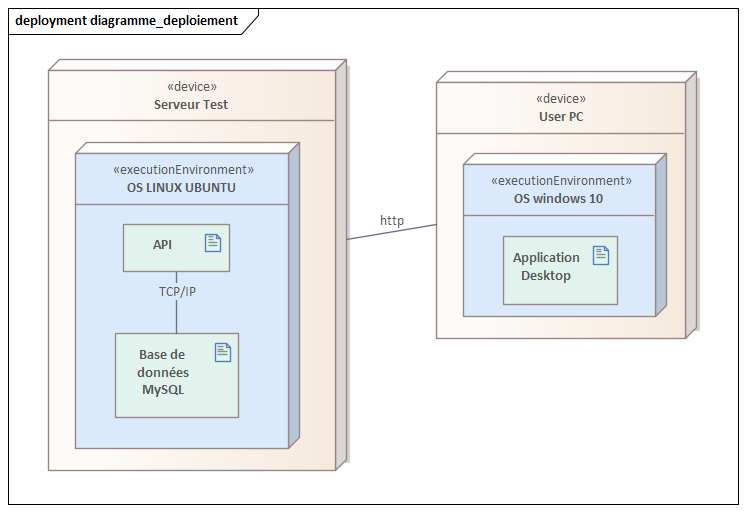 deployment diagramme_deploiement
«device»
Serveur Test
«executionEnvironment»
OS LINUX UBUNTU
API
TCP/IP
Base de
données
MySQL
http
«device»
User PC
«executionEnvironment»
OS windows 10
Application
Desktop